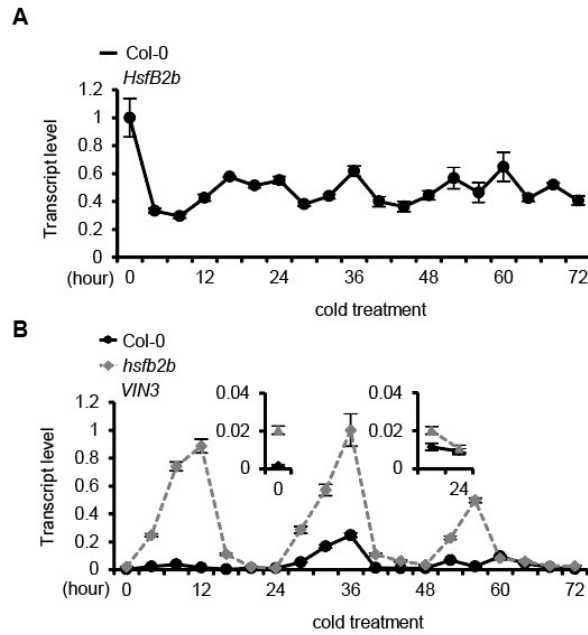 A
Col-0
HsfB2b
1.2
1
0.8
0.6
0.4
0.2
0
Transcript level
(hour) 0 12 24 36 48 60 72
cold treatment
B
Col-0
hsfb2b
VIN3
1.2
1
0.8
0.6
0.4
0.2
0
Transcript level
0.04
0.02
0
0
0.04
0.02
0
24
(hour) 0 12 24 36 48 60 72
cold treatment